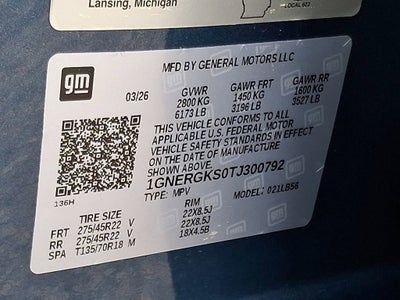 Lansing, Michigan
LOCAL 602
gm
MFD BY GENERAL MOTORS LLC
03/26 GVWR GAWR FRT GAWR RR
2800 KG 1450 KG 1600 KG
6173 LB 3196 LB 3527 LB
THIS VEHICLE CONFORMS TO ALL
APPLICABLE U.S. FEDERAL MOTOR
VEHICLE SAFETY STANDARDS IN EFFECT
ON THE DATE OF MANUFACTURE
SHOWN ABOVE.
1GNERGKS0TJ300792
136H TYPE: MPV MODEL: 021LB56
TIRE SIZE RIM
FRT 275/45R22 V 22X8.5J
RR 275/45R22 V 22X8.5J
SPA T135/70R18 M 18X4.5B